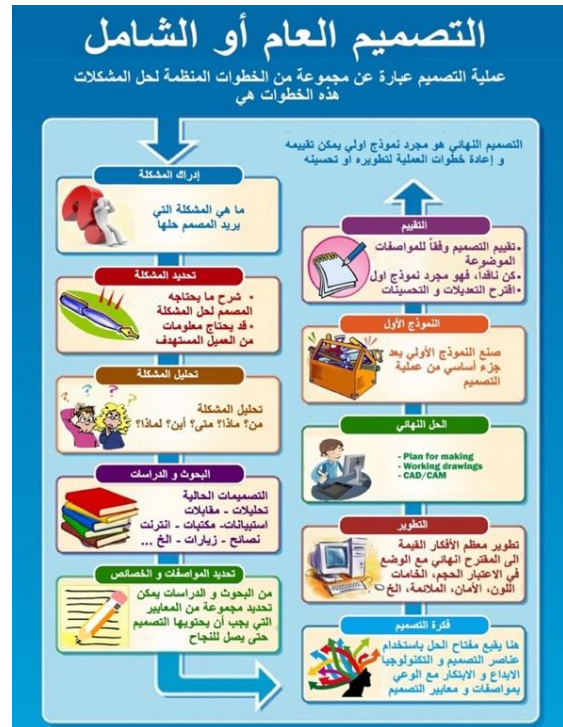 التصميم العام أو الشامل
عملية التصميم عبارة عن مجموعة من الخطوات المنظمة لحل المشكلات
هذه الخطوات هي
إدراك المشكلة
ما هي المشكلة التي
يريد المصمم حلها
تحديد المشكلة
• شرح ما يحتاجه
المصمم لحل المشكلة
• قد يحتاج معلومات
من العميل المستهدف
تحليل المشكلة
تحليل المشكلة
من؟ ماذا؟ متى؟ أين؟ لماذا؟
البحوث و الدراسات
التصميمات الحالية
تحليلات - مقابلات
استبيانات - مكتبات - انترنت
نصائح - زيارات - الخ ...
تحديد المواصفات و الخصائص
من البحوث و الدراسات يمكن
تحديد مجموعة من المعايير
التي يجب أن يحتويها التصميم
حتى يصل للنجاح
فكرة التصميم
هنا يقبع مفتاح الحل باستخدام
عناصر التصميم و التكنولوجيا
الابداع و الابتكار مع الوعي
بمواصفات و معايير التصميم
التطوير
تطوير معظم الأفكار القيمة
الى المقترح انهائي مع الوضع
في الاعتبار الحجم، الخامات
اللون، الأمان، الملائمة، الخ
الحل النهائي
- Plan for making
- Working drawings
- CAD/CAM
النموذج الأول
صنع النموذج الأولي يعد
جزء أساسي من عملية
التصميم
التقييم
• تقييم التصميم وفقاً للمواصفات
الموضوعة
• كن ناقداً، فهو مجرد نموذج اول
• اقترح التعديلات و التحسينات
التصميم النهائي هو مجرد نموذج اولي يمكن تقييمه
و إعادة خطوات العملية لتطويره او تحسينه